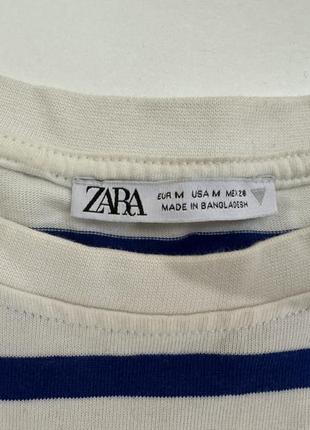 ZARA
EUR M USA M MEX 28
MADE IN BANGLADESH